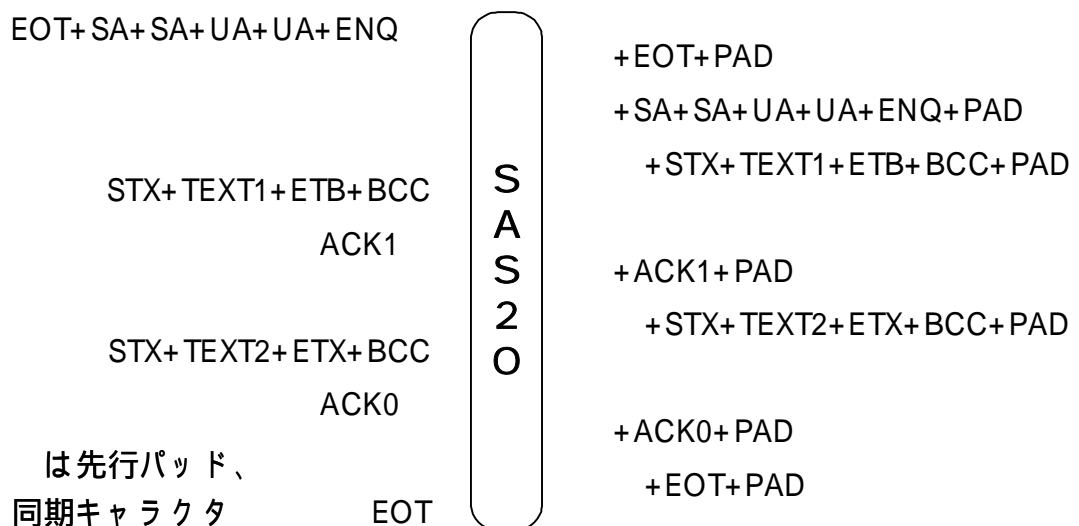 EOT+SA+SA+UA+UA+ENQ
+EOT+PAD
+SA+SA+UA+UA+ENQ+PAD
+STX+TEXT1+ETB+BCC+PAD
STX+TEXT1+ETB+BCC
ACK1
+ACK1+PAD
+STX+TEXT2+ETX+BCC+PAD
STX+TEXT2+ETX+BCC
ACK0
+ACK0+PAD
+EOT+PAD
は先行パッド、
同期キャラクタ
EOT
SAS20